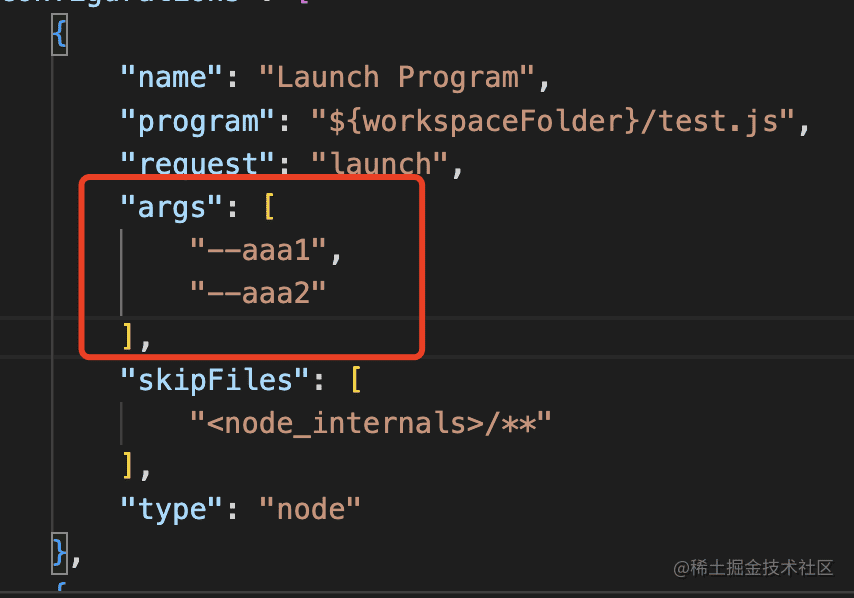 configurations": [
{
"name": "Launch Program",
"program": "${workspaceFolder}/test.js",
"request": "launch",
"args": [
"--aaa1",
"--aaa2"
],
"skipFiles": [
"<node_internals>/**"
],
"type": "node"
},
{
@稀土掘金技术社区